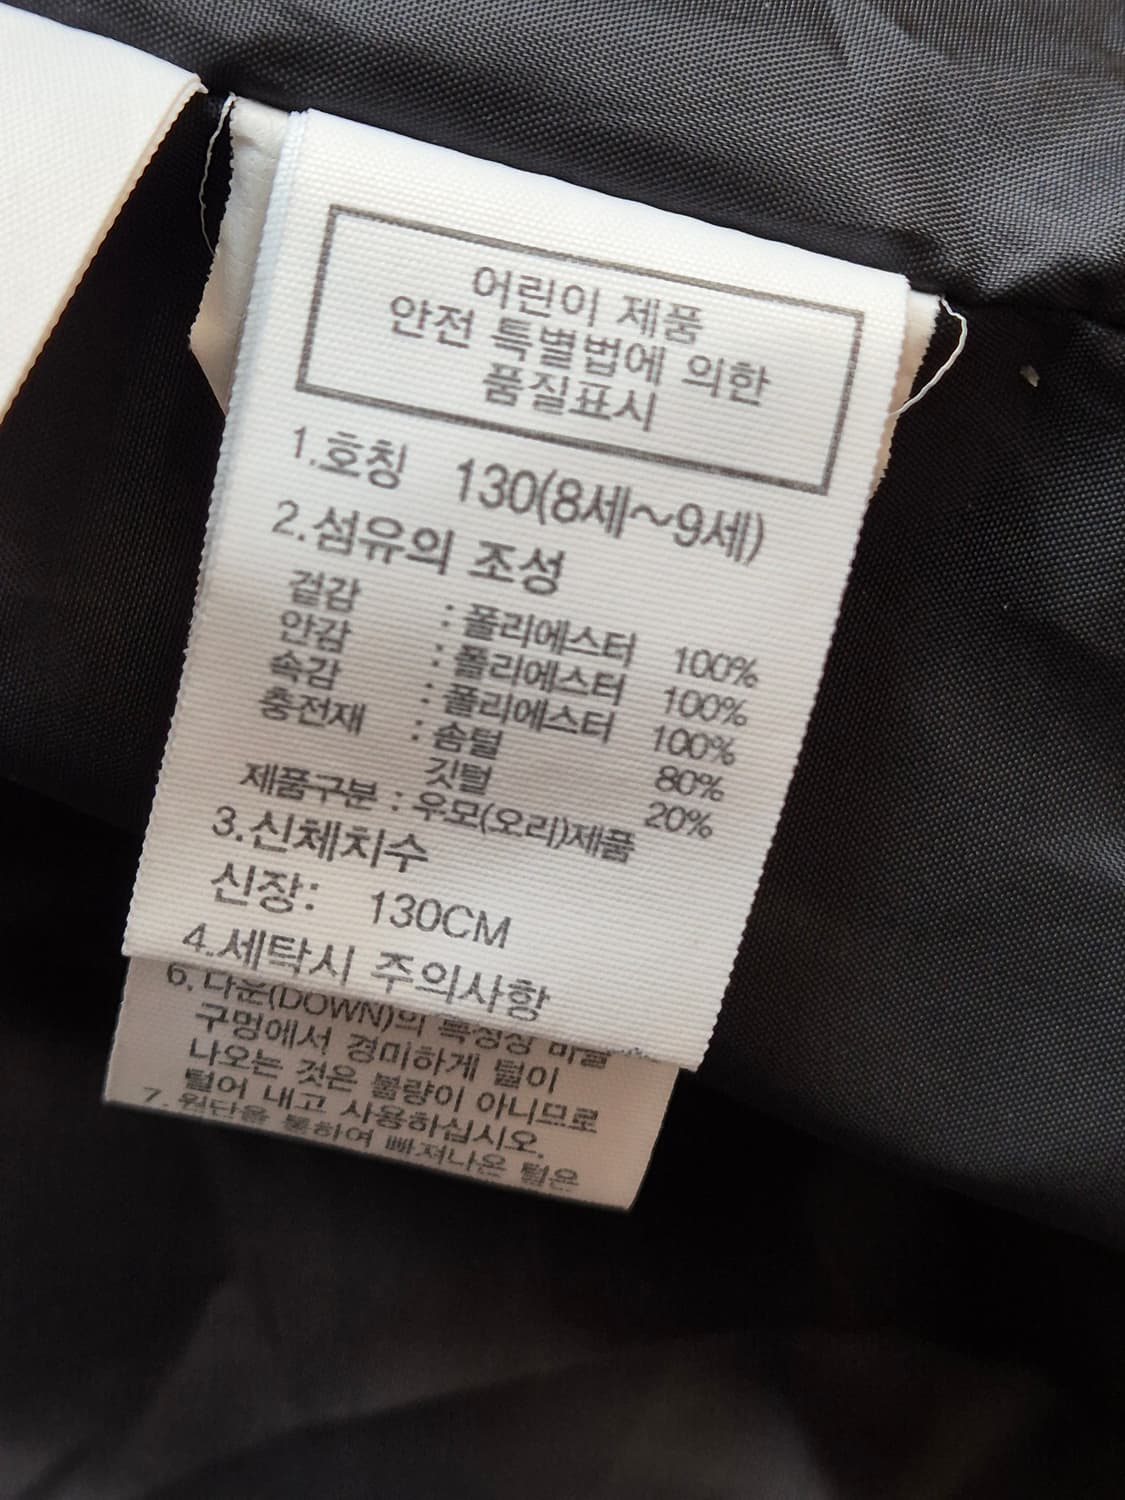 어린이 제품
안전 특별법에 의한
품질표시
1.호칭 130(8세~9세)
2.섬유의 조성
겉감 : 폴리에스터 100%
안감 : 폴리에스터 100%
속감 : 폴리에스터 100%
충전재 : 솜털 80%
깃털 20%
제품구분 : 우모(오리)제품
3.신체치수
신장: 130CM
4.세탁시 주의사항
6.다운(DOWN)의 특성상 바늘
구멍에서 경미하게 털이
나오는 것은 불량이 아니므로
털어 내고 사용하십시오.
7.원단을 통하여 빠져나온 털은